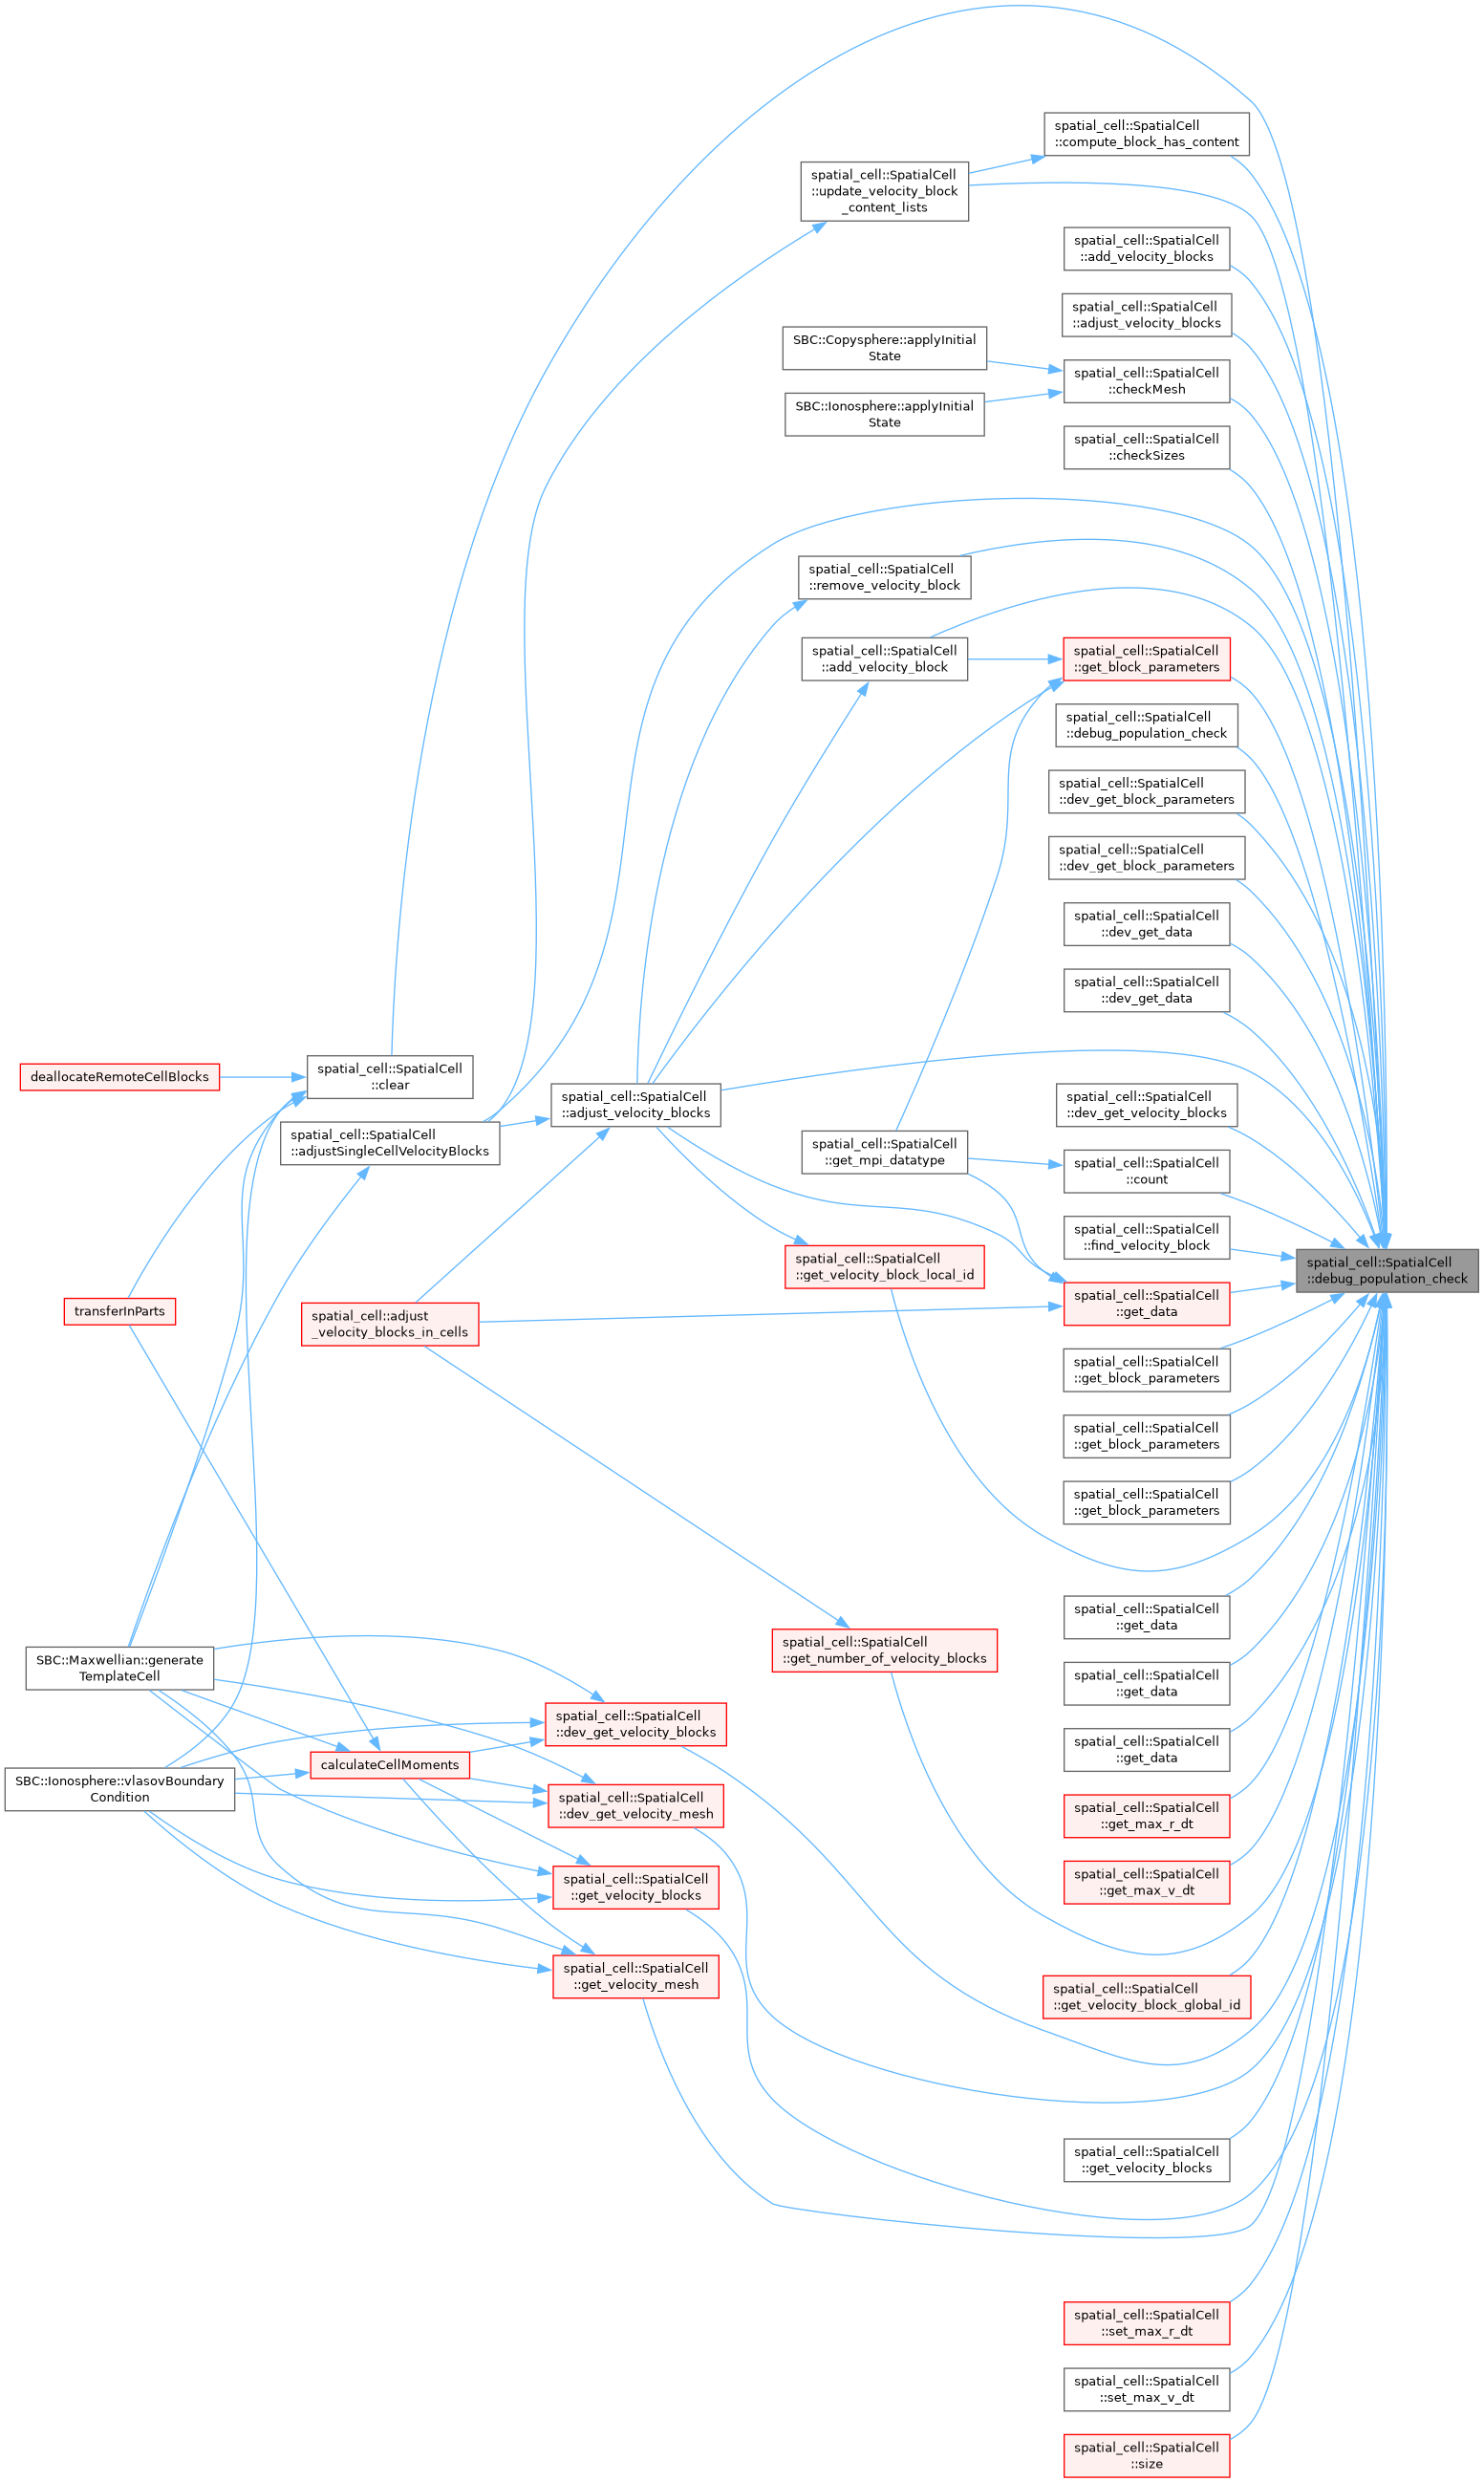 spatial_cell::SpatialCell
::compute_block_has_content
spatial_cell::SpatialCell
::update_velocity_block
_content_lists
spatial_cell::SpatialCell
::add_velocity_blocks
spatial_cell::SpatialCell
::adjust_velocity_blocks
SBC::Copysphere::applyInitial
State
spatial_cell::SpatialCell
::checkMesh
SBC::Ionosphere::applyInitial
State
spatial_cell::SpatialCell
::checkSizes
spatial_cell::SpatialCell
::remove_velocity_block
spatial_cell::SpatialCell
::add_velocity_block
spatial_cell::SpatialCell
::get_block_parameters
spatial_cell::SpatialCell
::debug_population_check
spatial_cell::SpatialCell
::dev_get_block_parameters
spatial_cell::SpatialCell
::dev_get_block_parameters
spatial_cell::SpatialCell
::dev_get_data
spatial_cell::SpatialCell
::dev_get_data
deallocateRemoteCellBlocks
spatial_cell::SpatialCell
::clear
spatial_cell::SpatialCell
::adjust_velocity_blocks
spatial_cell::SpatialCell
::dev_get_velocity_blocks
spatial_cell::SpatialCell
::adjustSingleCellVelocityBlocks
spatial_cell::SpatialCell
::get_mpi_datatype
spatial_cell::SpatialCell
::count
spatial_cell::SpatialCell
::find_velocity_block
spatial_cell::SpatialCell
::debug_population_check
spatial_cell::SpatialCell
::get_velocity_block_local_id
spatial_cell::SpatialCell
::get_data
transferInParts
spatial_cell::adjust
_velocity_blocks_in_cells
spatial_cell::SpatialCell
::get_block_parameters
spatial_cell::SpatialCell
::get_block_parameters
spatial_cell::SpatialCell
::get_block_parameters
spatial_cell::SpatialCell
::get_data
SBC::Maxwellian::generate
TemplateCell
spatial_cell::SpatialCell
::get_number_of_velocity_blocks
spatial_cell::SpatialCell
::get_data
spatial_cell::SpatialCell
::dev_get_velocity_blocks
spatial_cell::SpatialCell
::get_data
calculateCellMoments
SBC::Ionosphere::vlasovBoundary
Condition
spatial_cell::SpatialCell
::dev_get_velocity_mesh
spatial_cell::SpatialCell
::get_max_r_dt
spatial_cell::SpatialCell
::get_velocity_blocks
spatial_cell::SpatialCell
::get_max_v_dt
spatial_cell::SpatialCell
::get_velocity_mesh
spatial_cell::SpatialCell
::get_velocity_block_global_id
spatial_cell::SpatialCell
::get_velocity_blocks
spatial_cell::SpatialCell
::set_max_r_dt
spatial_cell::SpatialCell
::set_max_v_dt
spatial_cell::SpatialCell
::size